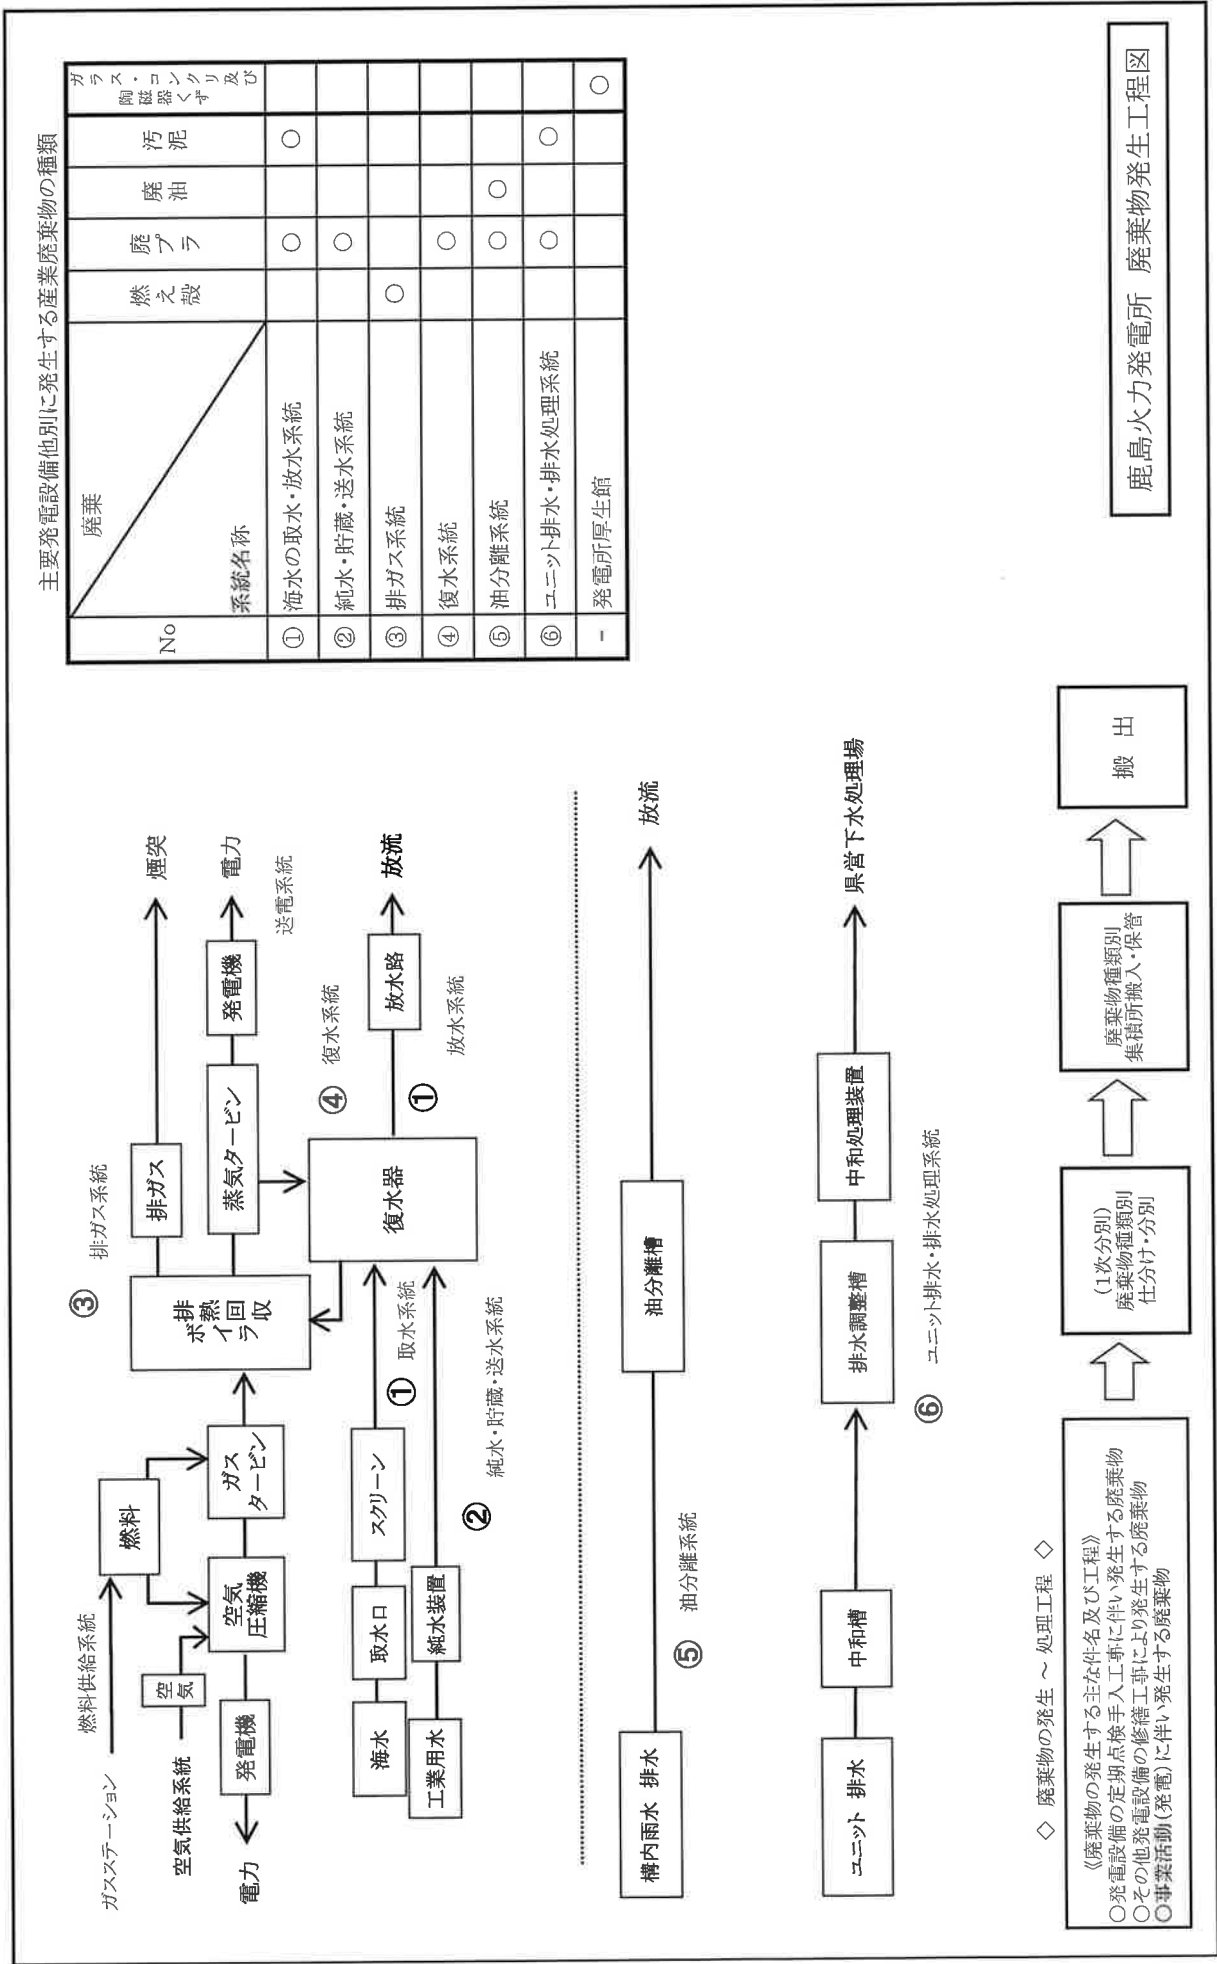 ガスステーション
燃料供給系統
空気供給系統
空気
燃料
電力
発電機
空気
圧縮機
ガス
タービン
排熱回収
ボイラ
③
排ガス系統
排ガス
煙突
蒸気タービン
発電機
電力
送電系統
④
復水系統
海水
取水口
スクリーン
①
取水系統
復水器
①
放水路
放水系統
放流
工業用水
純水装置
②
純水・貯蔵・送水系統
構内雨水 排水
⑤
油分離系統
油分離槽
放流
ユニット 排水
中和槽
⑥
排水調整槽
中和処理装置
ユニット排水・排水処理系統
県営下水処理場
◇ 廃棄物の発生 ~ 処理工程 ◇
《廃棄物の発生する主な件名及び工程》
○発電設備の定期点検手入工事に伴い発生する廃棄物
○その他発電設備の修繕工事により発生する廃棄物
○事業活動(発電)に伴い発生する廃棄物
(1次分別)
廃棄物種類別
仕分け・分別
廃棄物種類別
集積所搬入・保管
搬 出
主要発電設備他別に発生する産業廃棄物の種類
No 系統名称 廃棄 燃え殻 廃プラ 廃油 汚泥 ガラス・コンクリ及び陶磁器くず
① 海水の取水・放水系統 ○ ○
② 純水・貯蔵・送水系統 ○
③ 排ガス系統 ○
④ 復水系統 ○
⑤ 油分離系統 ○ ○
⑥ ユニット排水・排水処理系統 ○ ○
- 発電所厚生館 ○
鹿島火力発電所 廃棄物発生工程図